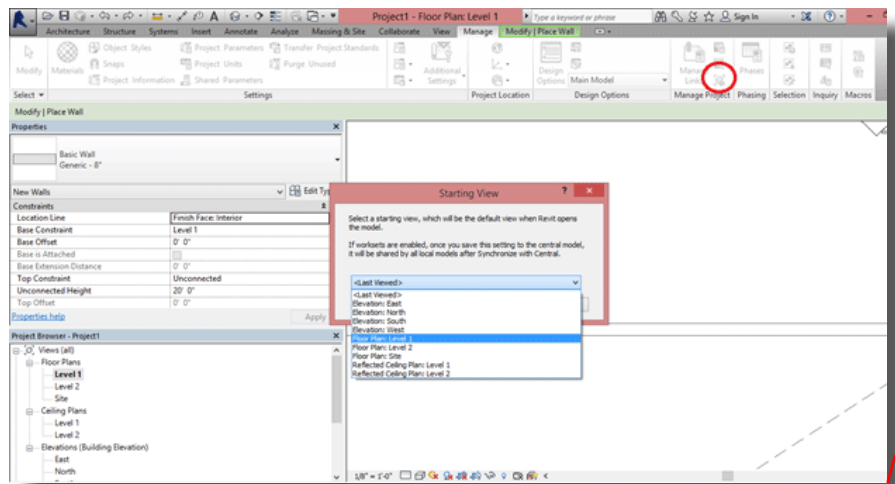 Project1 - Floor Plan: Level 1
Type a keyword or phrase
Sign In
Architecture Structure Systems Insert Annotate Analyze Massing & Site Collaborate View Manage Modify | Place Wall
Modify
Materials
Object Styles
Snaps
Project Information
Project Parameters
Project Units
Shared Parameters
Transfer Project Standards
Purge Unused
Additional
Settings
Design
Options
Main Model
Phases
Select
Settings
Project Location
Design Options
Manage Project
Phasing
Selection
Inquiry
Macros
Modify | Place Wall
Properties
Basic Wall
Generic - 8"
New Walls
Edit Ty
Constraints
Location Line Finish Face: Interior
Base Constraint Level 1
Base Offset 0' 0"
Base is Attached
Base Extension Distance 0' 0"
Top Constraint Unconnected
Unconnected Height 20' 0"
Top Offset 0' 0"
Properties help
Apply
Project Browser - Project1
Views (all)
Floor Plans
Level 1
Level 2
Site
Ceiling Plans
Level 1
Level 2
Elevations (Building Elevation)
East
North
Starting View
Select a starting view, which will be the default view when Revit opens
the model.
If worksets are enabled, once you save this setting to the central model,
it will be shared by all local models after Synchronize with Central.
<Last Viewed>
<Last Viewed>
Elevation: East
Elevation: North
Elevation: South
Elevation: West
Floor Plan: Level 1
Floor Plan: Level 2
Floor Plan: Site
Reflected Ceiling Plan: Level 1
Reflected Ceiling Plan: Level 2
1/8" = 1'-0"